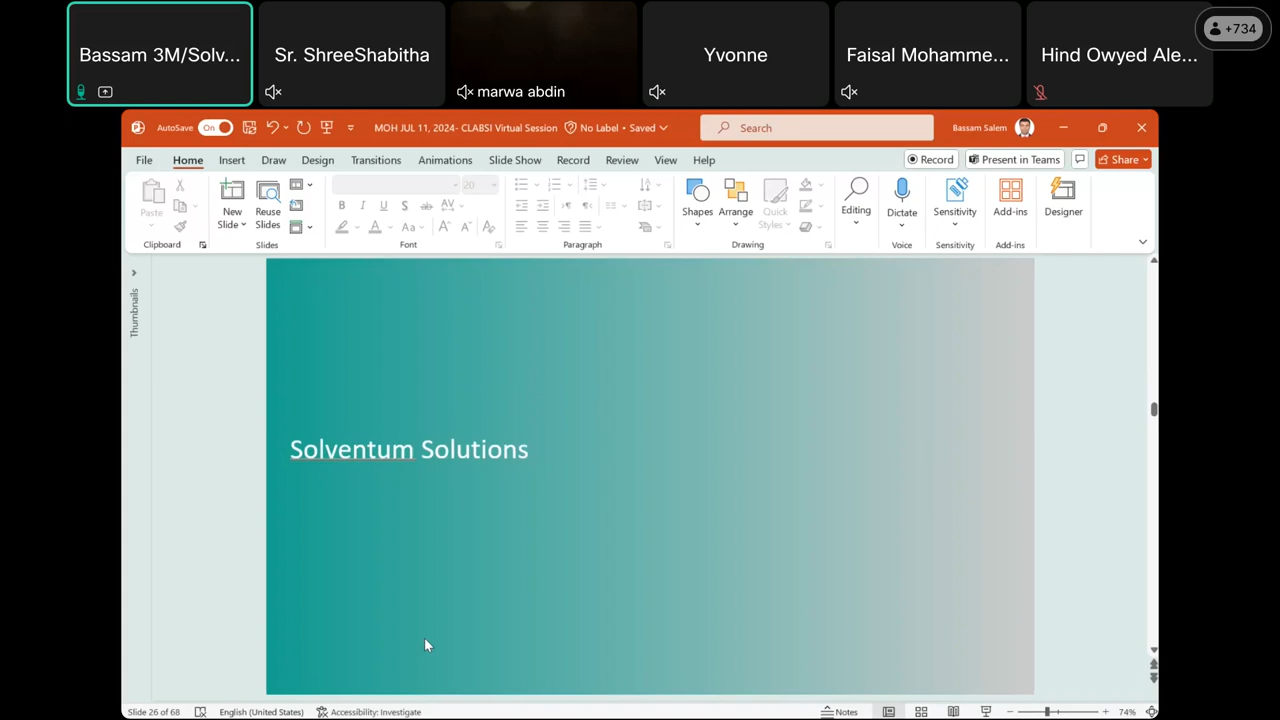 Bassam 3M/Solv...
Sr. ShreeShabitha
marwa abdin
Yvonne
Faisal Mohamme...
Hind Owyed Ale...
+734
AutoSave On
MOH JUL 11, 2024- CLABSI Virtual Session
No Label • Saved
Search
Bassam Salem
File Home Insert Draw Design Transitions Animations Slide Show Record Review View Help
Record Present in Teams Share
Paste
New Slide
Reuse Slides
20
B I U S ab AV
Aa A A
Shapes Arrange Quick Styles
Editing Dictate Sensitivity Add-ins Designer
Clipboard Slides Font Paragraph Drawing Voice Sensitivity Add-ins
Thumbnails
Solventum Solutions
Slide 26 of 68 English (United States) Accessibility: Investigate Notes 74%